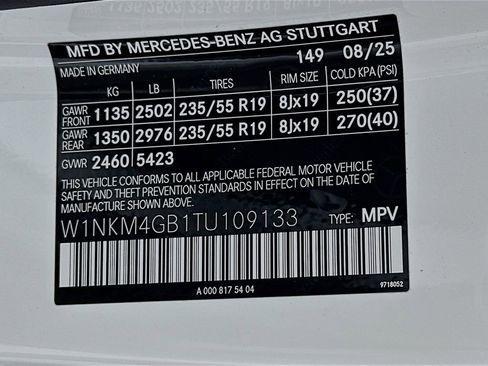 MFD BY MERCEDES-BENZ AG STUTTGART
MADE IN GERMANY 149 08/25
KG LB TIRES RIM SIZE COLD KPA (PSI)
GAWR FRONT 1135 2502 235/55 R19 8Jx19 250(37)
GAWR REAR 1350 2976 235/55 R19 8Jx19 270(40)
GVWR 2460 5423
THIS VEHICLE CONFORMS TO ALL APPLICABLE FEDERAL MOTOR VEHICLE
SAFETY STANDARDS IN EFFECT ON THE DATE OF MANUFACTURE
SHOWN ABOVE.
W1NKM4GB1TU109133 TYPE: MPV
A 000 817 54 04 9718052